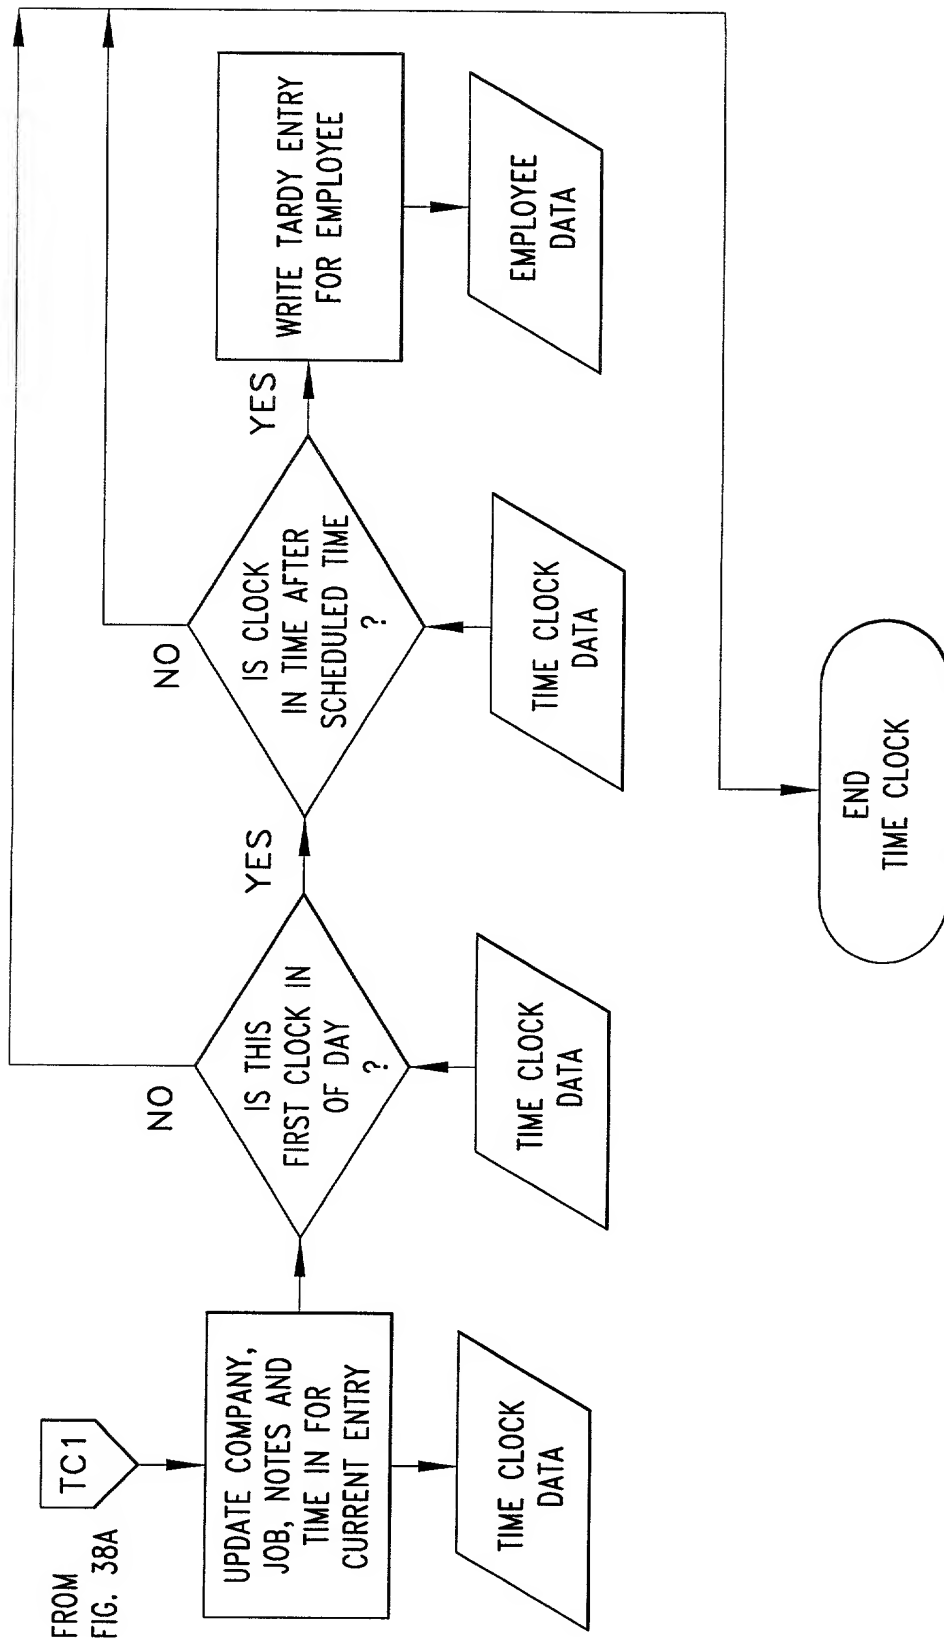 FROM
FIG. 38A
TC1
UPDATE COMPANY,
JOB, NOTES AND
TIME IN FOR
CURRENT ENTRY
TIME CLOCK
DATA
IS THIS
FIRST CLOCK IN
OF DAY
?
NO
YES
TIME CLOCK
DATA
IS CLOCK
IN TIME AFTER
SCHEDULED TIME
?
NO
YES
TIME CLOCK
DATA
WRITE TARDY ENTRY
FOR EMPLOYEE
EMPLOYEE
DATA
END
TIME CLOCK